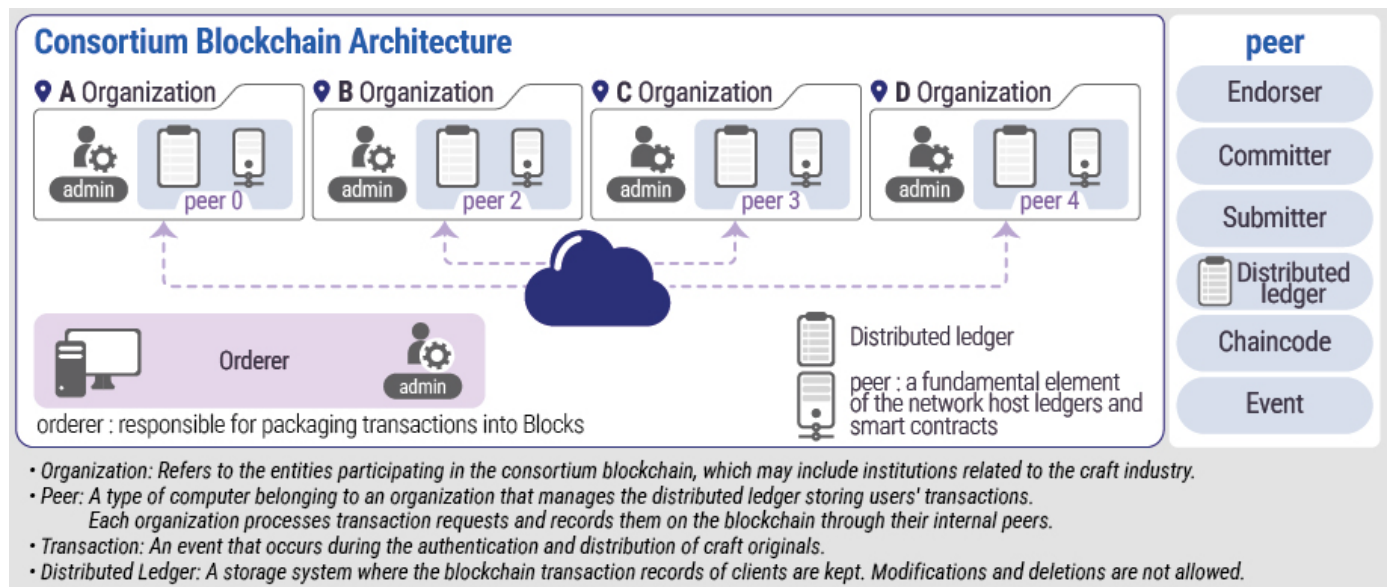 Consortium Blockchain Architecture
A Organization
admin
peer 0
B Organization
admin
peer 2
C Organization
admin
peer 3
D Organization
admin
peer 4
Orderer
admin
orderer : responsible for packaging transactions into Blocks
Distributed ledger
peer : a fundamental element
of the network host ledgers and
smart contracts
peer
Endorser
Committer
Submitter
Distributed
ledger
Chaincode
Event
• Organization: Refers to the entities participating in the consortium blockchain, which may include institutions related to the craft industry.
• Peer: A type of computer belonging to an organization that manages the distributed ledger storing users' transactions.
Each organization processes transaction requests and records them on the blockchain through their internal peers.
• Transaction: An event that occurs during the authentication and distribution of craft originals.
• Distributed Ledger: A storage system where the blockchain transaction records of clients are kept. Modifications and deletions are not allowed.